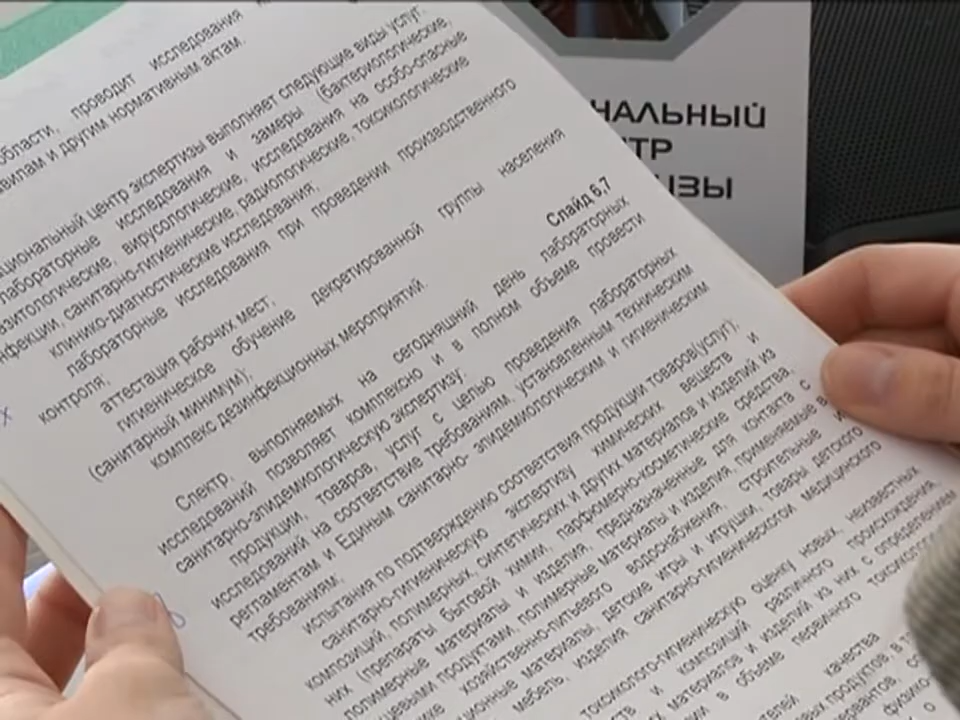 области, проводит исследования
правилам и другим нормативным актам.
циональный центр экспертизы выполняет следующие виды услуг:
лабораторные исследования и замеры (бактериологические,
вирусологические, исследования на особо-опасные
инфекции, санитарно-гигиенические, радиологические, токсикологические
клинико-диагностические исследования,
лабораторные исследования при проведении производственного
контроля;
аттестация рабочих мест,
гигиеническое обучение декретированной группы населения
(санитарный минимум);
комплекс дезинфекционных мероприятий.
Слайд 6,7
Спектр, выполняемых на сегодняшний день лабораторных
исследований позволяет комплексно и в полном объеме провести
санитарно-эпидемиологическую экспертизу:
продукции, товаров, услуг с целью проведения лабораторных
исследований на соответствие требованиям, установленным техническим
регламентам и Единым санитарно- эпидемиологическим и гигиеническим
требованиям;
испытания по подтверждению соответствия продукции товаров(услуг);
санитарно-гигиеническую экспертизу химических веществ и
композиций, полимерных, синтетических и других материалов и изделий из
них (препараты бытовой химии, парфюмерно-косметические средства,
полимерные материалы и изделия, предназначенные для контакта с
пищевыми продуктами, полимерные материалы и изделия, применяемые в
хозяйственно-питьевого водоснабжения, строительные и
материалы, детские игры и игрушки, товары детского
мебель, изделия санитарно-гигиенического и медицинского
токсиколого-гигиеническую оценку новых, неизвестных
и композиций различного происхождения,
материалов и изделий из них с определением
в объеме первичного
качества
НАЛЬНЫЙ
ТР
ИЗЫ